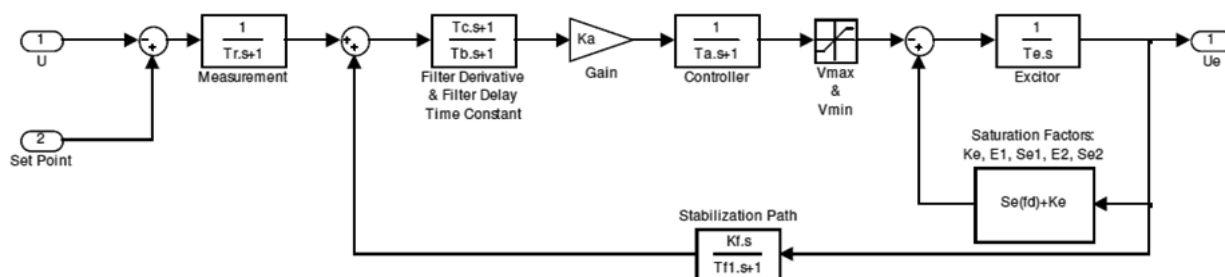 1
U
2
Set Point
-
+
1
Tr.s+1
Measurement
+
+
Tc.s+1
Tb.s+1
Filter Derivative
& Filter Delay
Time Constant
Ka
Gain
1
Ta.s+1
Controller
Vmax
&
Vmin
-
+
1
Te.s
Excitor
1
Ue
Saturation Factors:
Ke, E1, Se1, E2, Se2
Se(fd)+Ke
Stabilization Path
Kf.s
Tf1.s+1